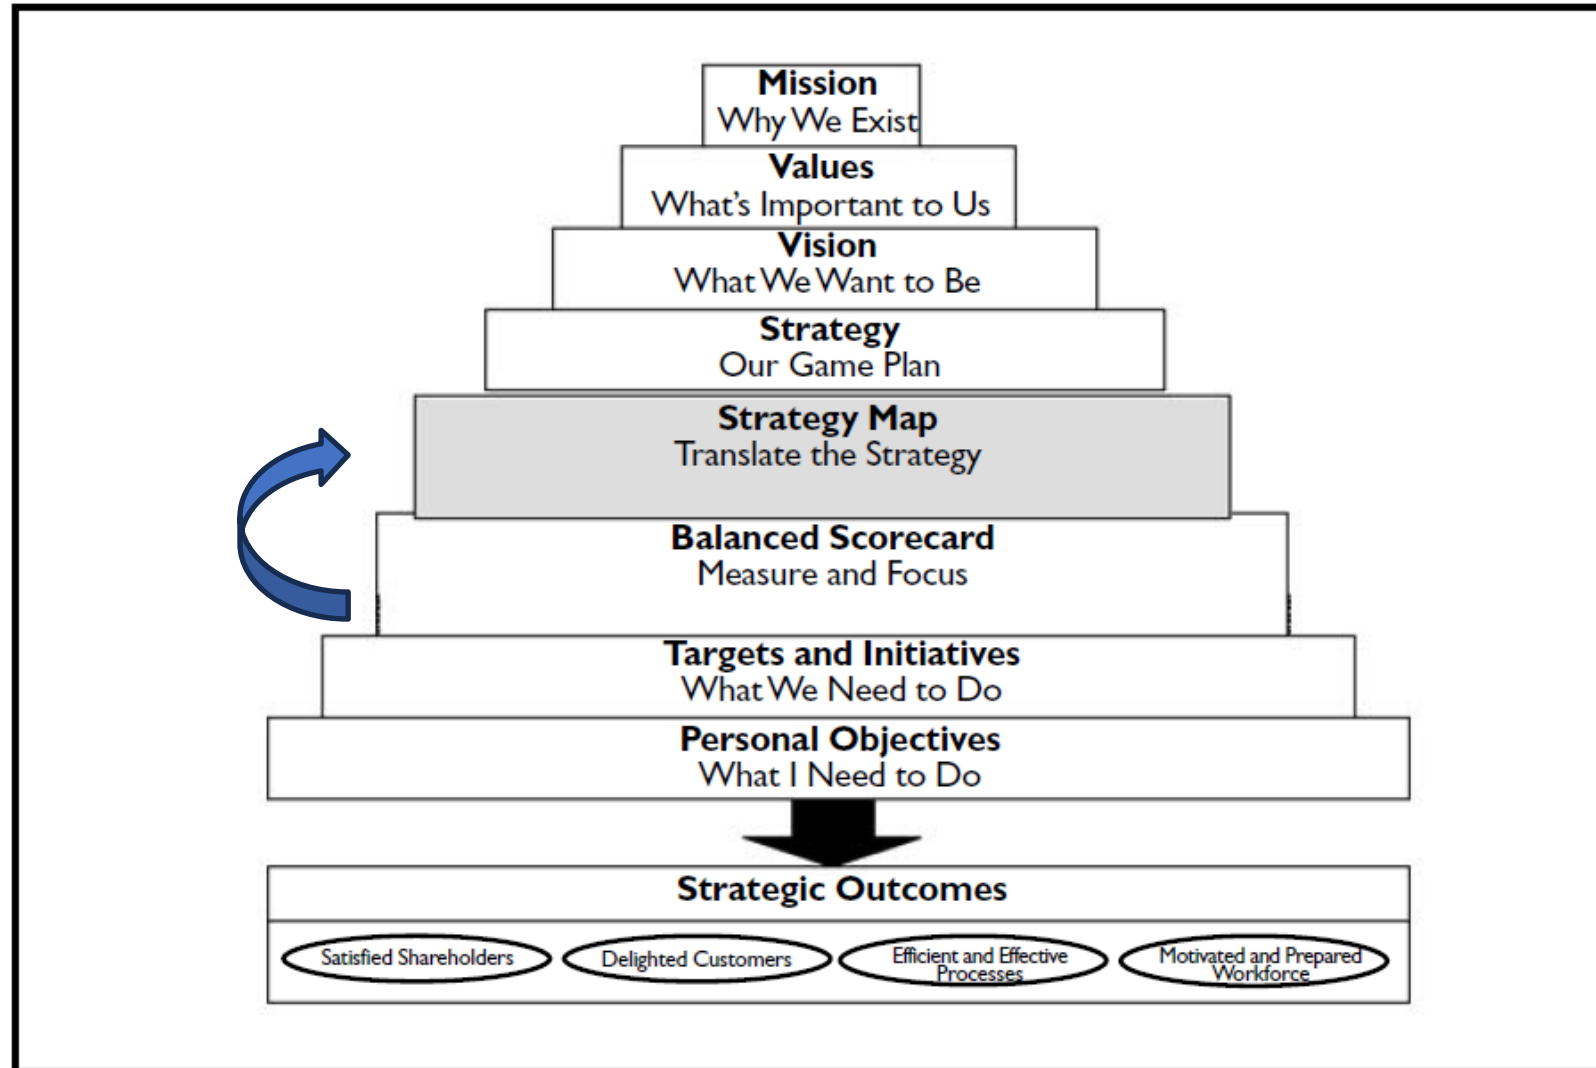 Mission
Why We Exist
Values
What's Important to Us
Vision
What We Want to Be
Strategy
Our Game Plan
Strategy Map
Translate the Strategy
Balanced Scorecard
Measure and Focus
Targets and Initiatives
What We Need to Do
Personal Objectives
What I Need to Do
Strategic Outcomes
Satisfied Shareholders
Delighted Customers
Efficient and Effective
Processes
Motivated and Prepared
Workforce